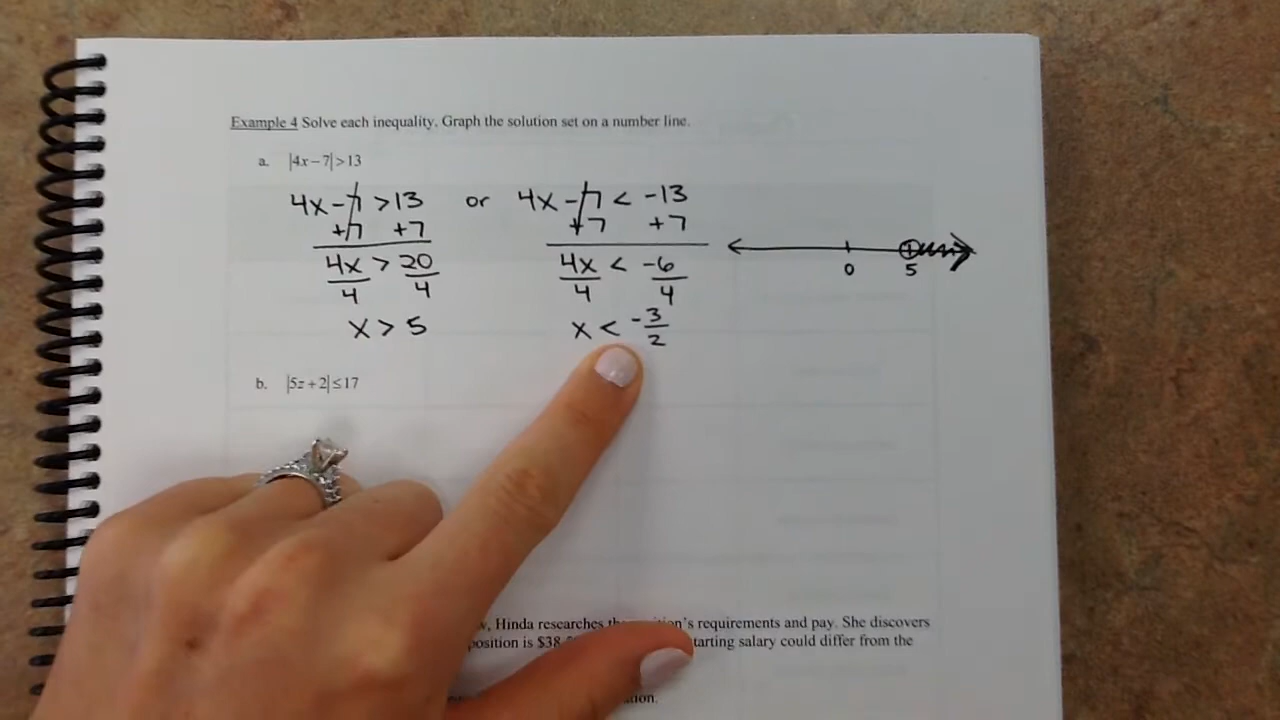 Example 4 Solve each inequality. Graph the solution set on a number line.
a. |4x−7|>13
4x-7 >13 or 4x-7 < -13
+7 +7 +7 +7
4x > 20 4x < -6
4 4 4 4
x > 5 x < -3/2
0 5
b. |5z+2|≤17
, Hinda researches 's requirements and pay. She discovers
position is $38 starting salary could differ from the